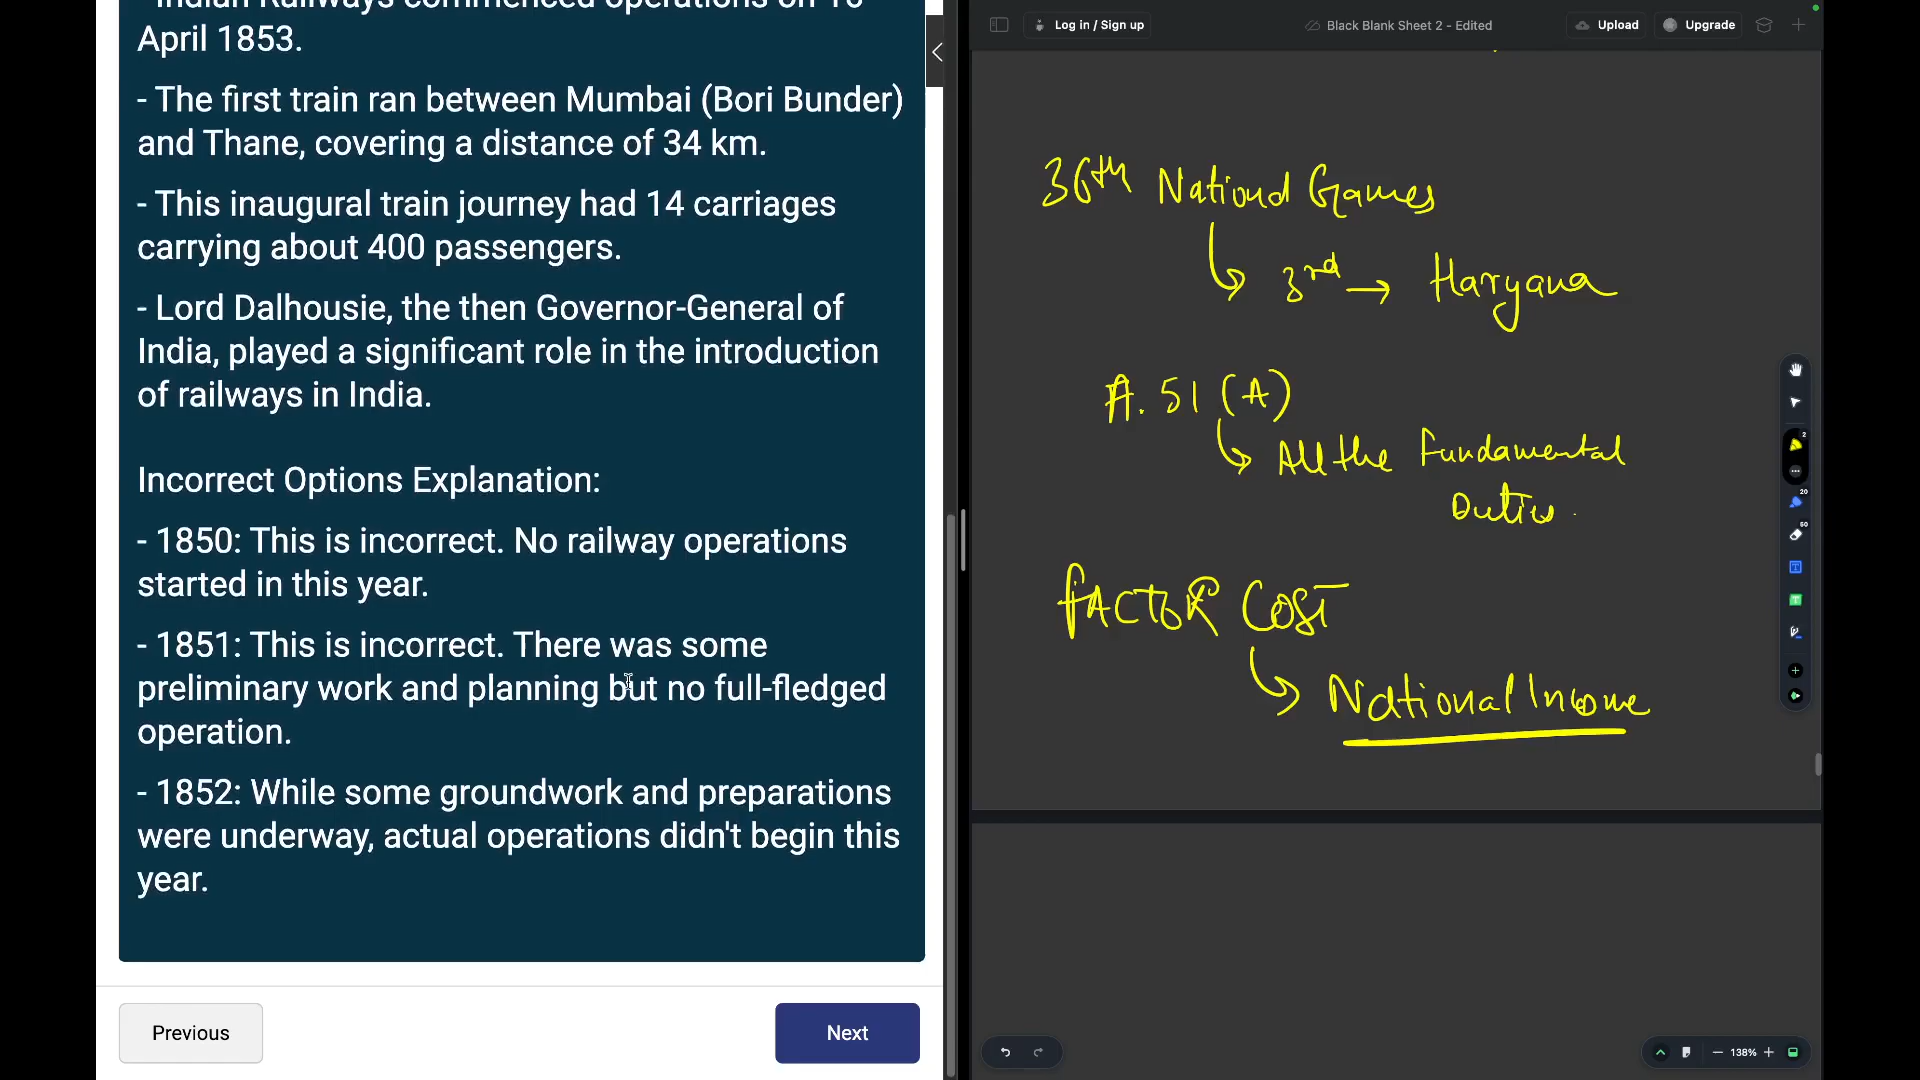 April 1853.
- The first train ran between Mumbai (Bori Bunder)
and Thane, covering a distance of 34 km.
- This inaugural train journey had 14 carriages
carrying about 400 passengers.
- Lord Dalhousie, the then Governor-General of
India, played a significant role in the introduction
of railways in India.
Incorrect Options Explanation:
- 1850: This is incorrect. No railway operations
started in this year.
- 1851: This is incorrect. There was some
preliminary work and planning but no full-fledged
operation.
- 1852: While some groundwork and preparations
were underway, actual operations didn't begin this
year.
Previous
Next
Log in / Sign up
Black Blank Sheet 2 - Edited
Upload
Upgrade
36th National Games
3rd → Haryana
A. 51 (A)
All the Fundamental
Duties.
FACTOR COST
National Income
2
20
50
138%